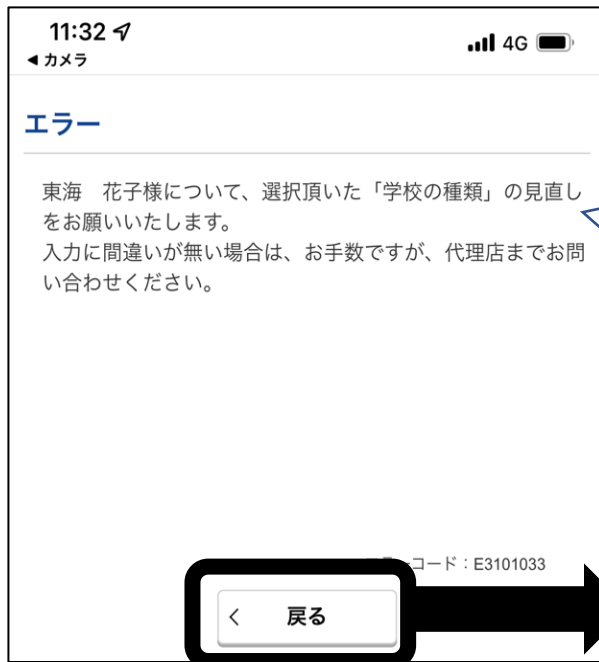 11:32
4G
◀ カメラ
エラー
東海 花子様について、選択頂いた「学校の種類」の見直し
をお願いいたします。
入力に間違いが無い場合は、お手数ですが、代理店までお問
い合わせください。
コード：E3101033
戻る